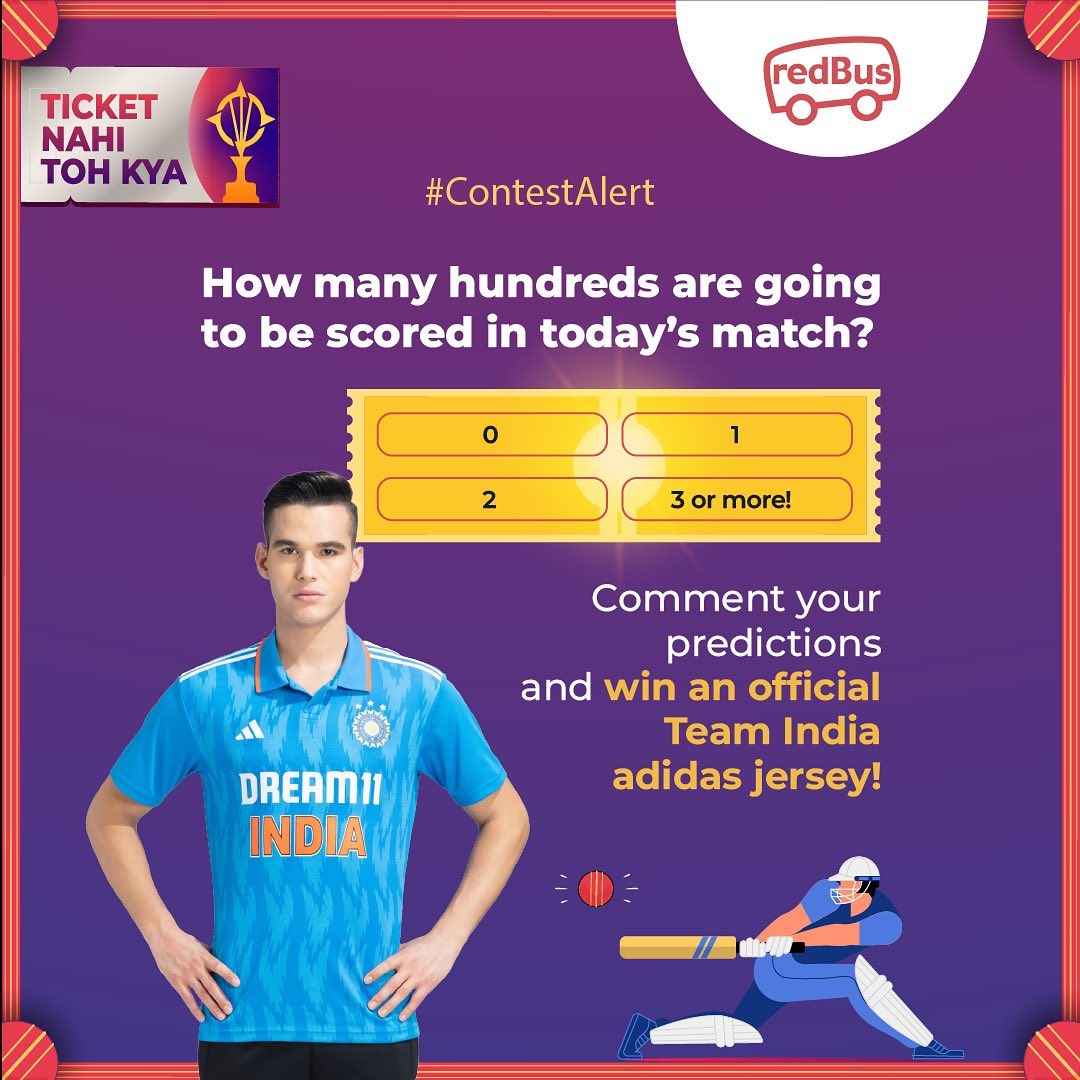 TICKET
NAHI
TOH KYA
redBus
#ContestAlert
How many hundreds are going
to be scored in today's match?
0
1
2
3 or more!
Comment your
predictions
and win an official
Team India
adidas jersey!
DREAM11
INDIA